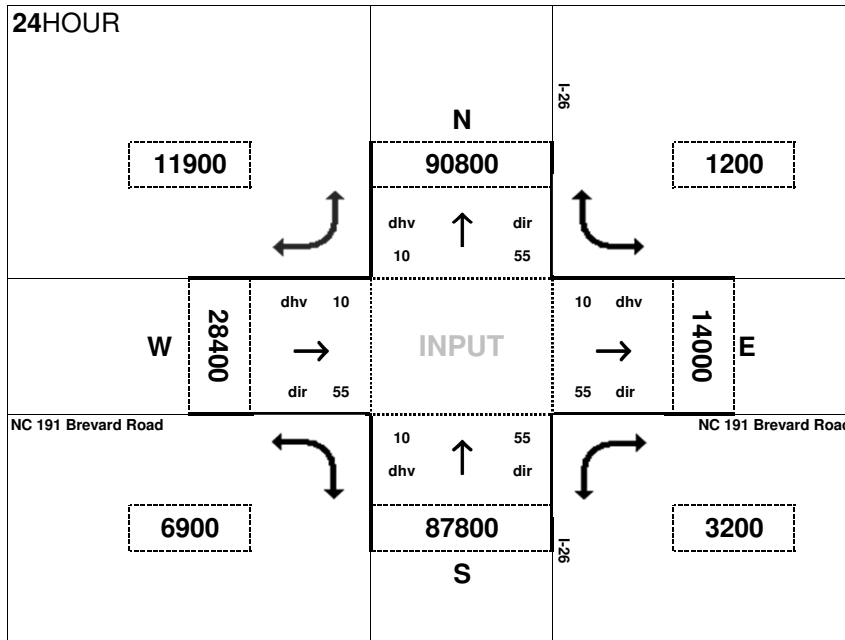 24HOUR
I-26
N
11900
90800
1200
dhv dir
10 55
dhv 10
10 dhv
W
28400
INPUT
14000
E
dir 55
55 dir
NC 191 Brevard Road
NC 191 Brevard Road
10 55
dhv dir
6900
87800
3200
I-26
S